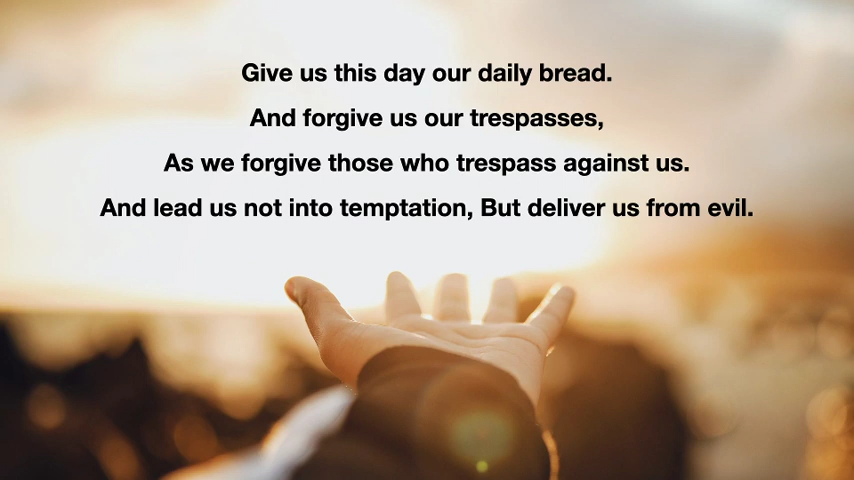 Give us this day our daily bread.
And forgive us our trespasses,
As we forgive those who trespass against us.
And lead us not into temptation, But deliver us from evil.